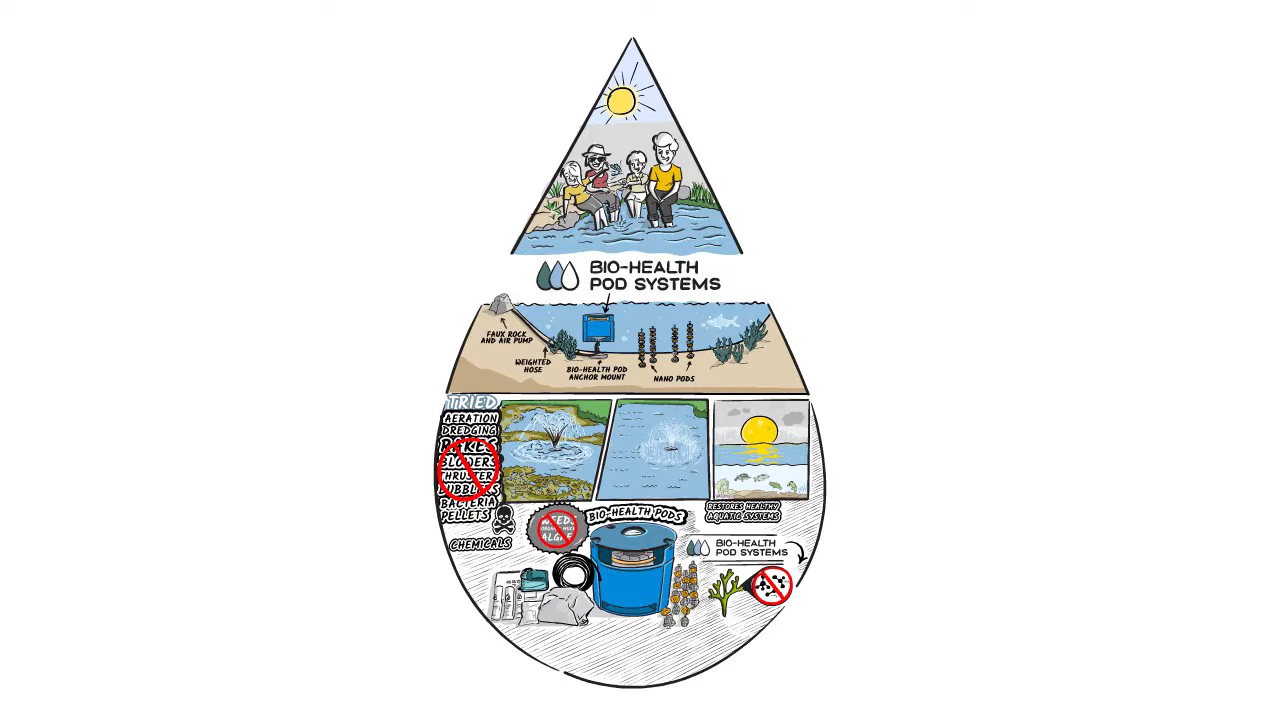 BIO-HEALTH
POD SYSTEMS
FAUX ROCK
AND AIR PUMP
WEIGHTED
HOSE
BIO-HEALTH POD
ANCHOR MOUNT
NANO PODS
TRIED
AERATION
DREDGING
RAKES
BLOWERS
THRUSTERS
BUBBLERS
BACTERIA
PELLETS
CHEMICALS
WEEDS
ALGAE
BIO-HEALTH PODS
RESTORES HEALTHY
AQUATIC SYSTEMS
BIO-HEALTH
POD SYSTEMS